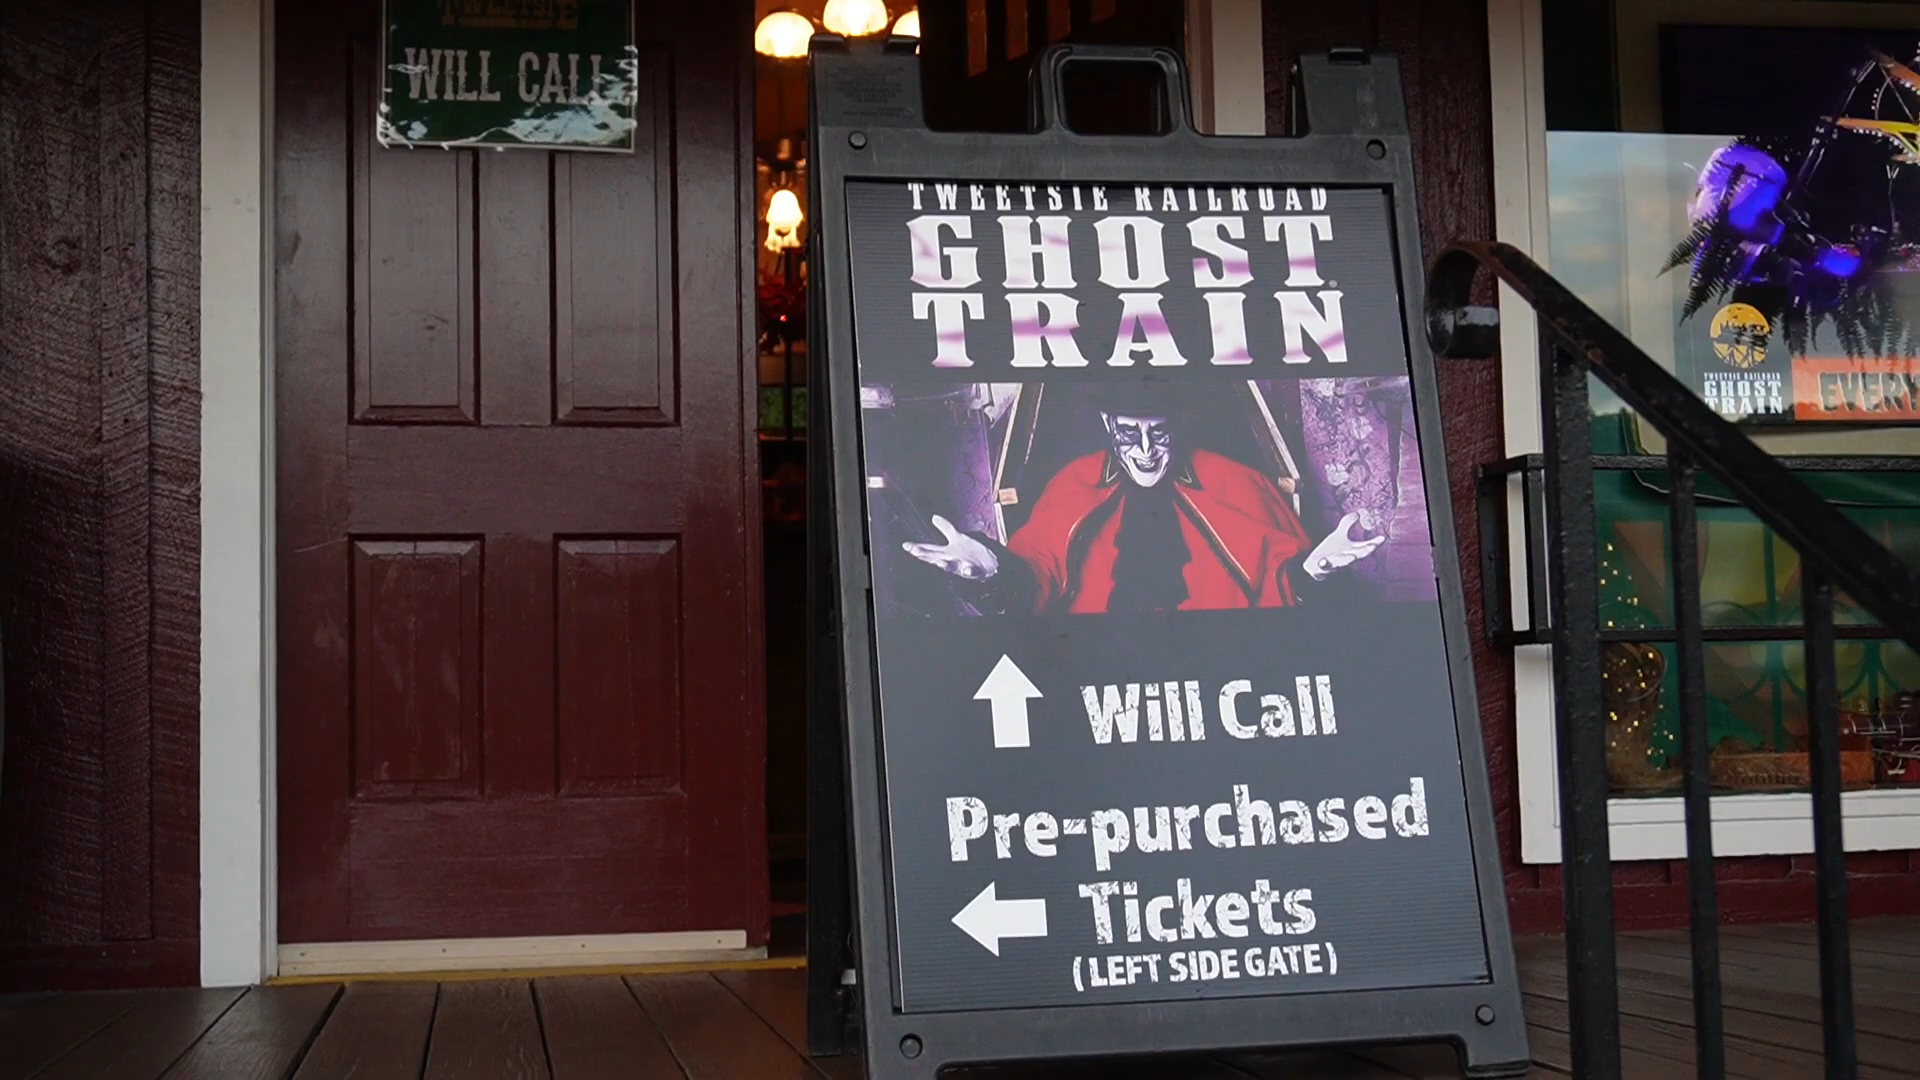 TWEETSIE
WILL CALL
TWEETSIE RAILROAD
GHOST
TRAIN
Will Call
Pre-purchased
Tickets
(LEFT SIDE GATE)
TWEETSIE RAILROAD
GHOST
TRAIN
EVERY